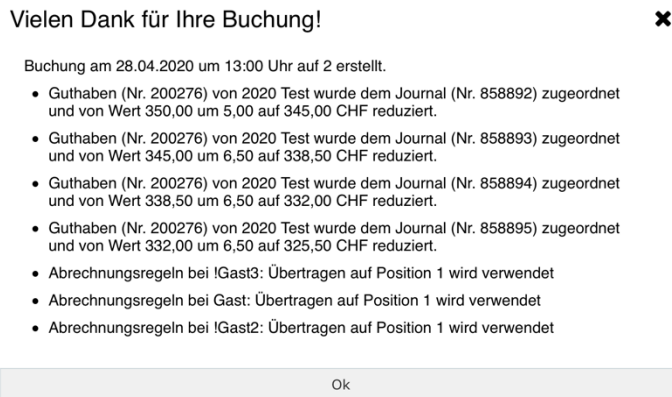 Vielen Dank für Ihre Buchung!
Buchung am 28.04.2020 um 13:00 Uhr auf 2 erstellt.
• Guthaben (Nr. 200276) von 2020 Test wurde dem Journal (Nr. 858892) zugeordnet
und von Wert 350,00 um 5,00 auf 345,00 CHF reduziert.
• Guthaben (Nr. 200276) von 2020 Test wurde dem Journal (Nr. 858893) zugeordnet
und von Wert 345,00 um 6,50 auf 338,50 CHF reduziert.
• Guthaben (Nr. 200276) von 2020 Test wurde dem Journal (Nr. 858894) zugeordnet
und von Wert 338,50 um 6,50 auf 332,00 CHF reduziert.
• Guthaben (Nr. 200276) von 2020 Test wurde dem Journal (Nr. 858895) zugeordnet
und von Wert 332,00 um 6,50 auf 325,50 CHF reduziert.
• Abrechnungsregeln bei !Gast3: Übertragen auf Position 1 wird verwendet
• Abrechnungsregeln bei Gast: Übertragen auf Position 1 wird verwendet
• Abrechnungsregeln bei !Gast2: Übertragen auf Position 1 wird verwendet
Ok